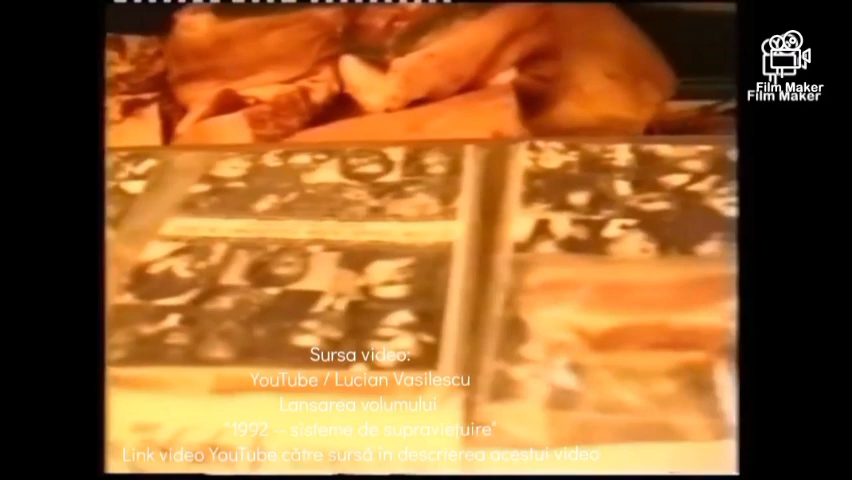 Film Maker
Film Maker
Sursa video:
YouTube / Lucian Vasilescu
Lansarea volumului
"1992 – sisteme de supraviețuire"
Link video YouTube către sursă în descrierea acestui video